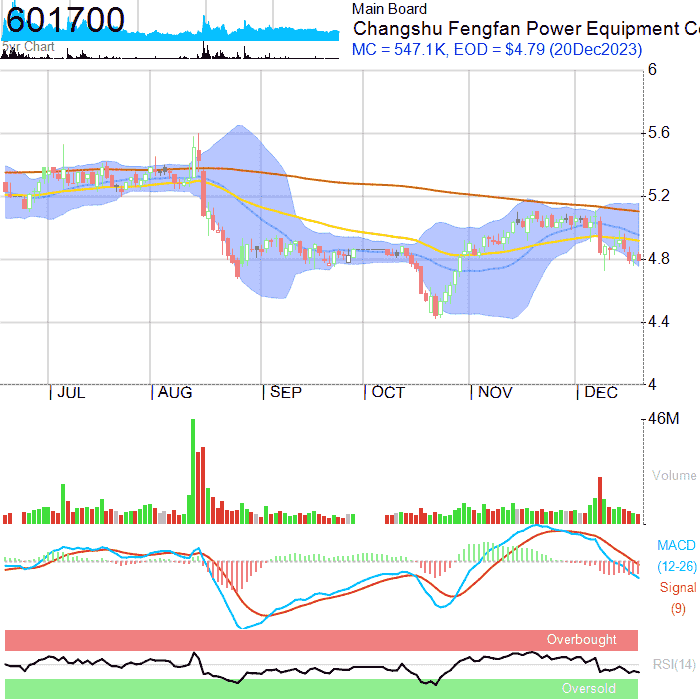 601700
5yr Chart
Main Board
Changshu Fengfan Power Equipment Co
MC = 547.1K, EOD = $4.79 (20Dec2023)
6
5.6
5.2
4.8
4.4
4
JUL AUG SEP OCT NOV DEC
46M
Volume
MACD
(12-26)
Signal
(9)
Overbought
RSI(14)
Oversold